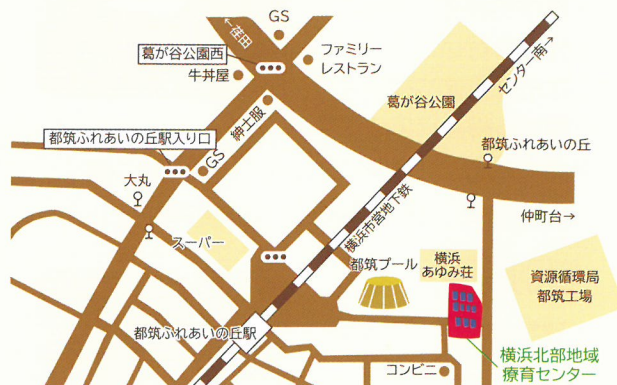 GS
←荏田
ファミリー
レストラン
葛が谷公園西
牛丼屋
センター南→
葛が谷公園
紳士服
都筑ふれあいの丘駅入り口
GS
都筑ふれあいの丘
大丸
仲町台→
横浜市営地下鉄
スーパー
都筑プール
横浜
あゆみ荘
資源循環局
都筑工場
都筑ふれあいの丘駅
横浜北部地域
療育センター
コンビニ